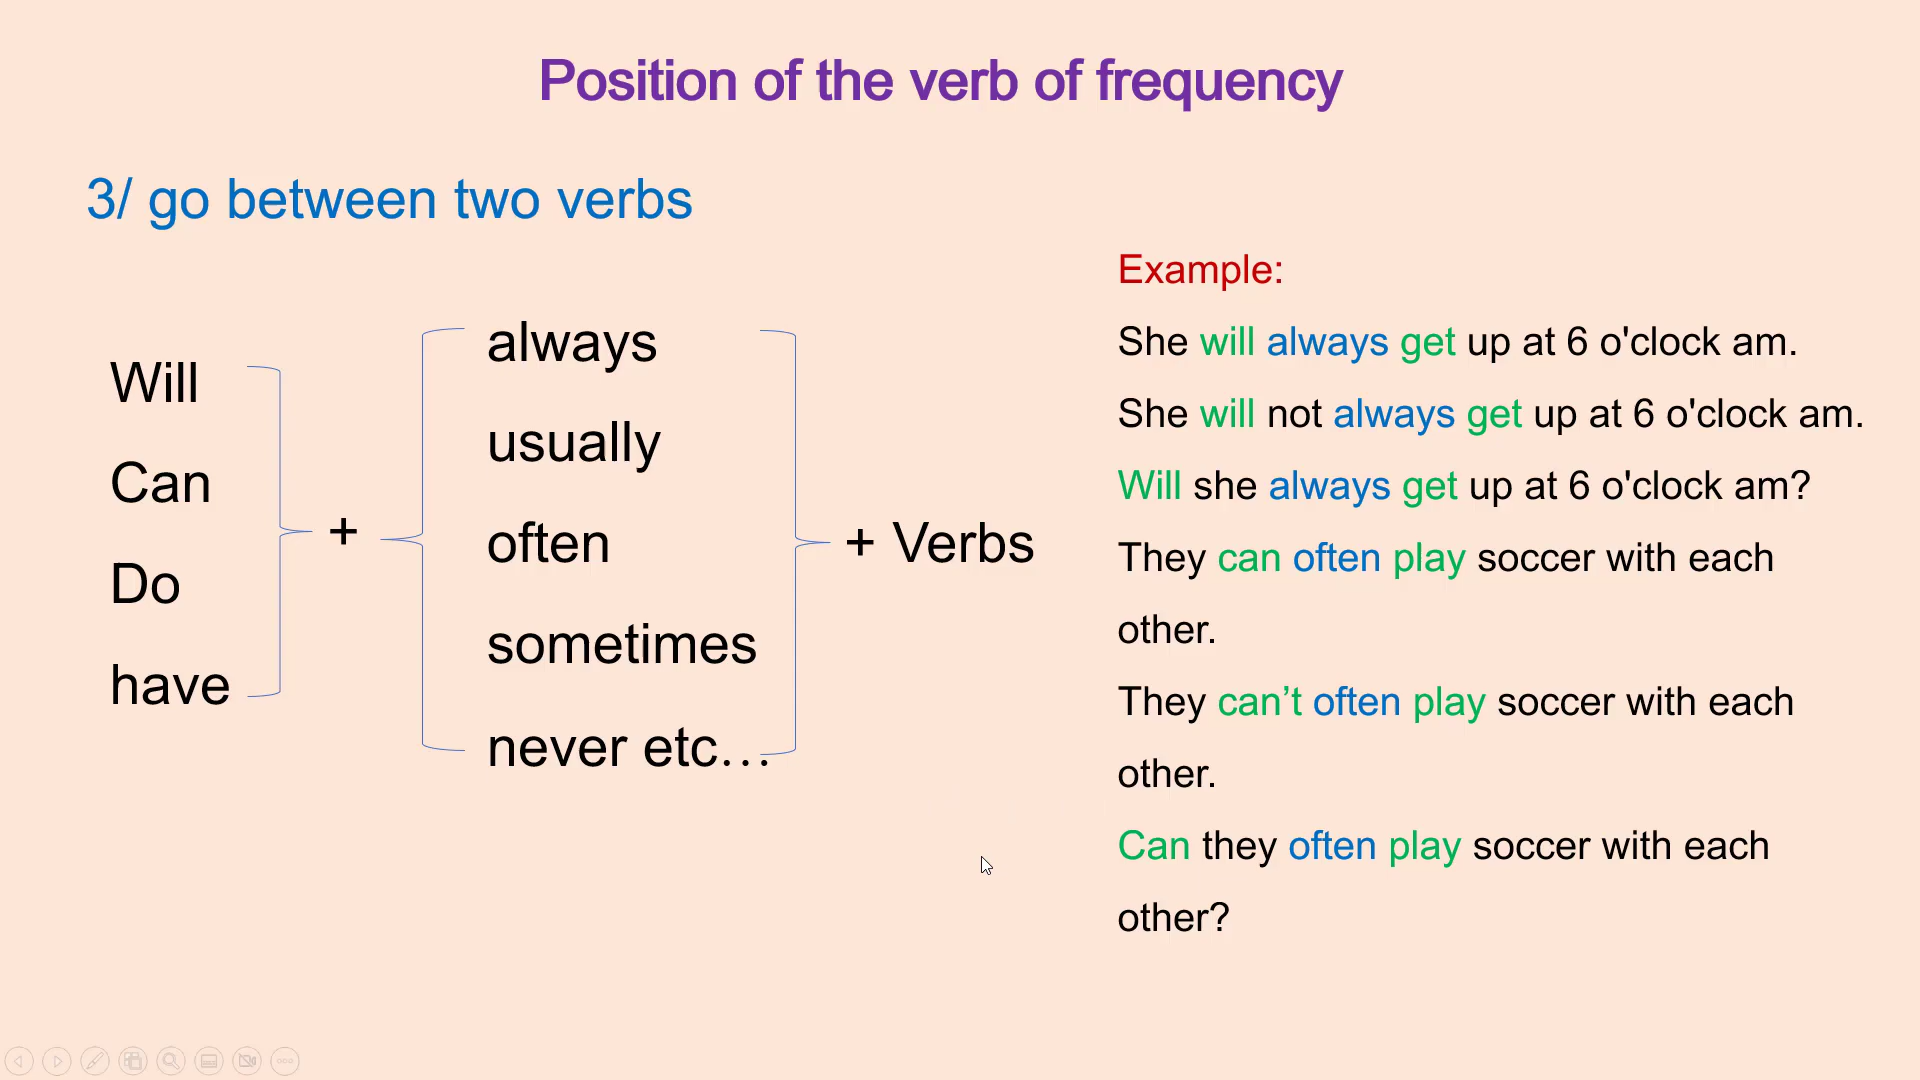 Position of the verb of frequency
3/ go between two verbs
Will
Can
Do
have
+
always
usually
often
sometimes
never etc…
+ Verbs
Example:
She will always get up at 6 o'clock am.
She will not always get up at 6 o'clock am.
Will she always get up at 6 o'clock am?
They can often play soccer with each
other.
They can’t often play soccer with each
other.
Can they often play soccer with each
other?